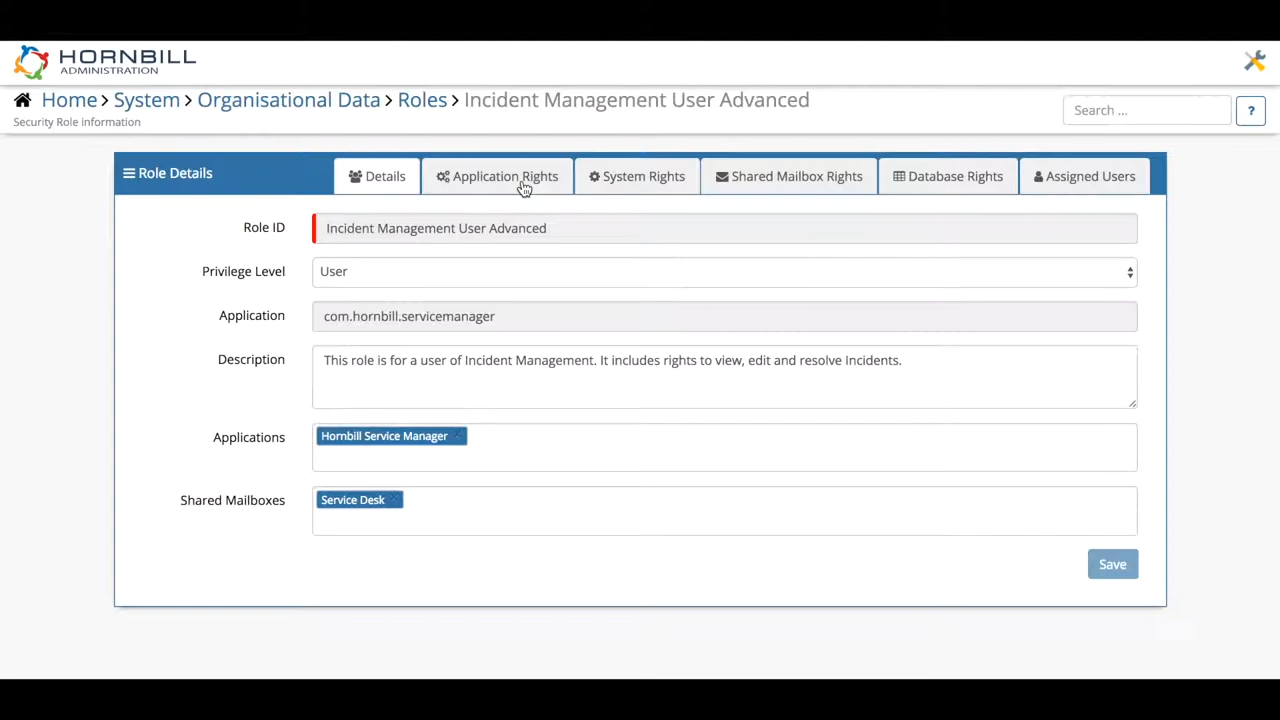 HORNBILL
ADMINISTRATION
Home > System > Organisational Data > Roles > Incident Management User Advanced
Security Role information
Search ...
?
Role Details
Details
Application Rights
System Rights
Shared Mailbox Rights
Database Rights
Assigned Users
Role ID
Incident Management User Advanced
Privilege Level
User
Application
com.hornbill.servicemanager
Description
This role is for a user of Incident Management. It includes rights to view, edit and resolve Incidents.
Applications
Hornbill Service Manager
Shared Mailboxes
Service Desk
Save